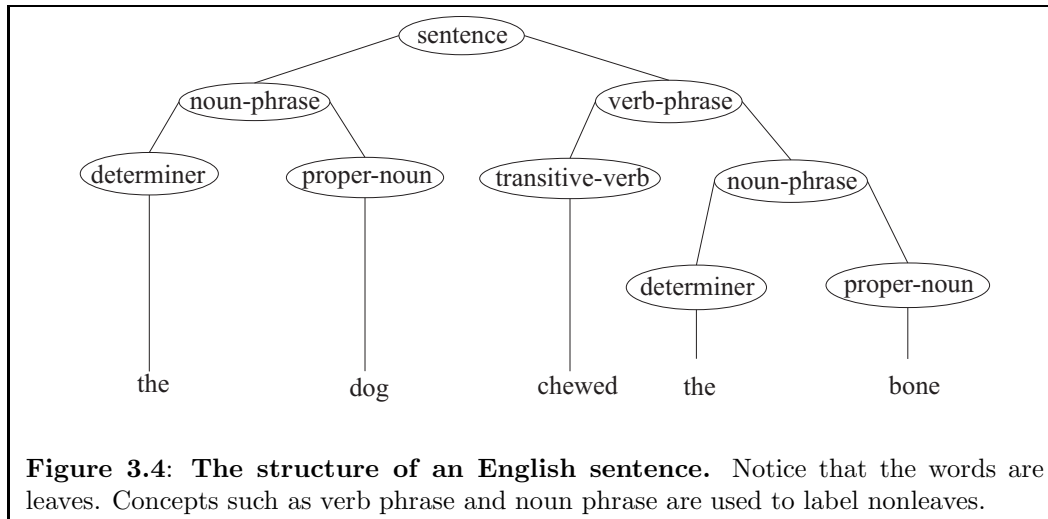 sentence
noun-phrase verb-phrase
determiner proper-noun transitive-verb noun-phrase
determiner proper-noun
the dog chewed the bone
Figure 3.4: The structure of an English sentence. Notice that the words are
leaves. Concepts such as verb phrase and noun phrase are used to label nonleaves.